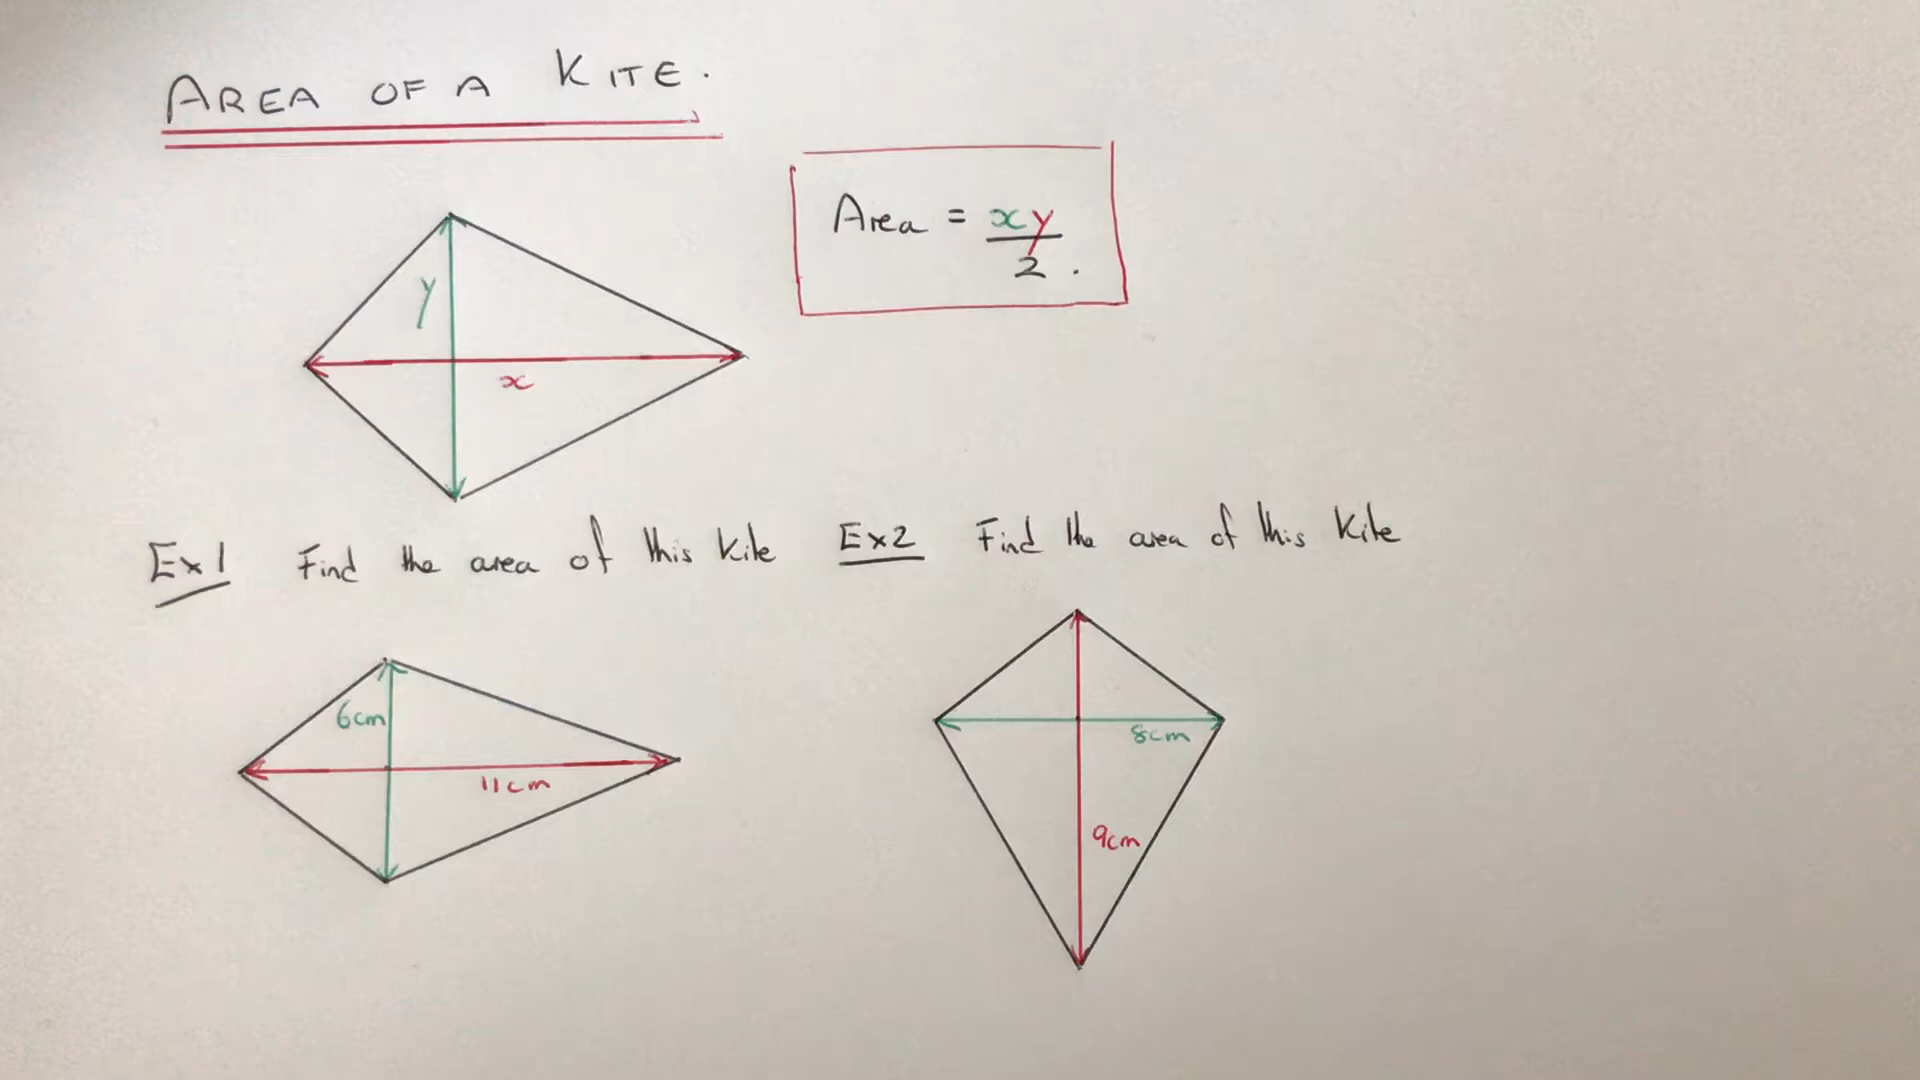 AREA OF A KITE.
Area = xy/2.
y
x
Ex1 Find the area of this kite
6cm
11cm
Ex2 Find the area of this kite
8cm
9cm